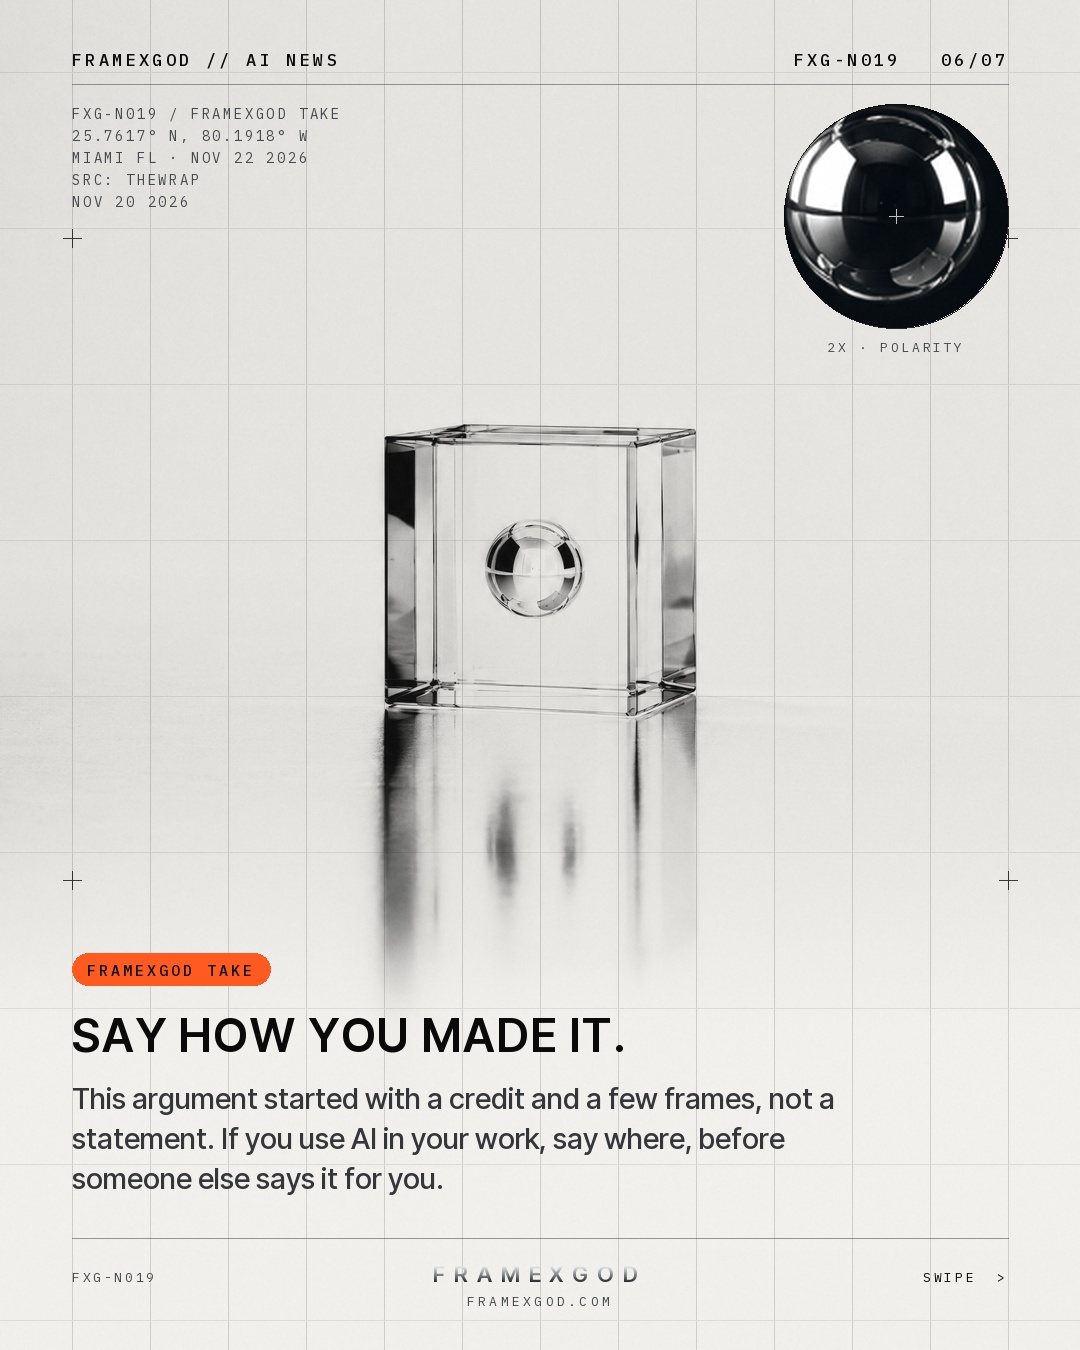 FRAMEXGOD // AI NEWS
FXG-N019 06/07
FXG-N019 / FRAMEXGOD TAKE
25.7617° N, 80.1918° W
MIAMI FL · NOV 22 2026
SRC: THEWRAP
NOV 20 2026
2X · POLARITY
FRAMEXGOD TAKE
SAY HOW YOU MADE IT.
This argument started with a credit and a few frames, not a
statement. If you use AI in your work, say where, before
someone else says it for you.
FXG-N019
FRAMEXGOD
FRAMEXGOD.COM
SWIPE >